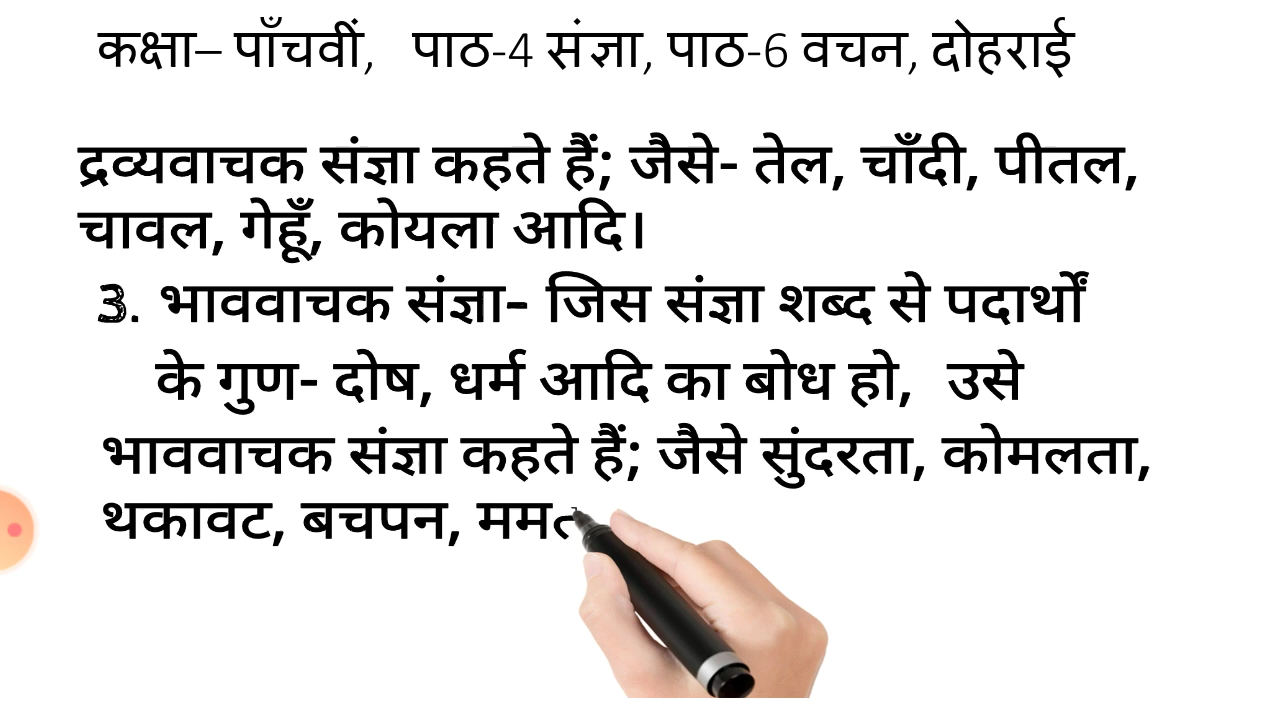 कक्षा– पाँचवीं, पाठ-4 संज्ञा, पाठ-6 वचन, दोहराई
द्रव्यवाचक संज्ञा कहते हैं; जैसे- तेल, चाँदी, पीतल,
चावल, गेहूँ, कोयला आदि।
3. भाववाचक संज्ञा- जिस संज्ञा शब्द से पदार्थों
के गुण- दोष, धर्म आदि का बोध हो, उसे
भाववाचक संज्ञा कहते हैं; जैसे सुंदरता, कोमलता,
थकावट, बचपन,